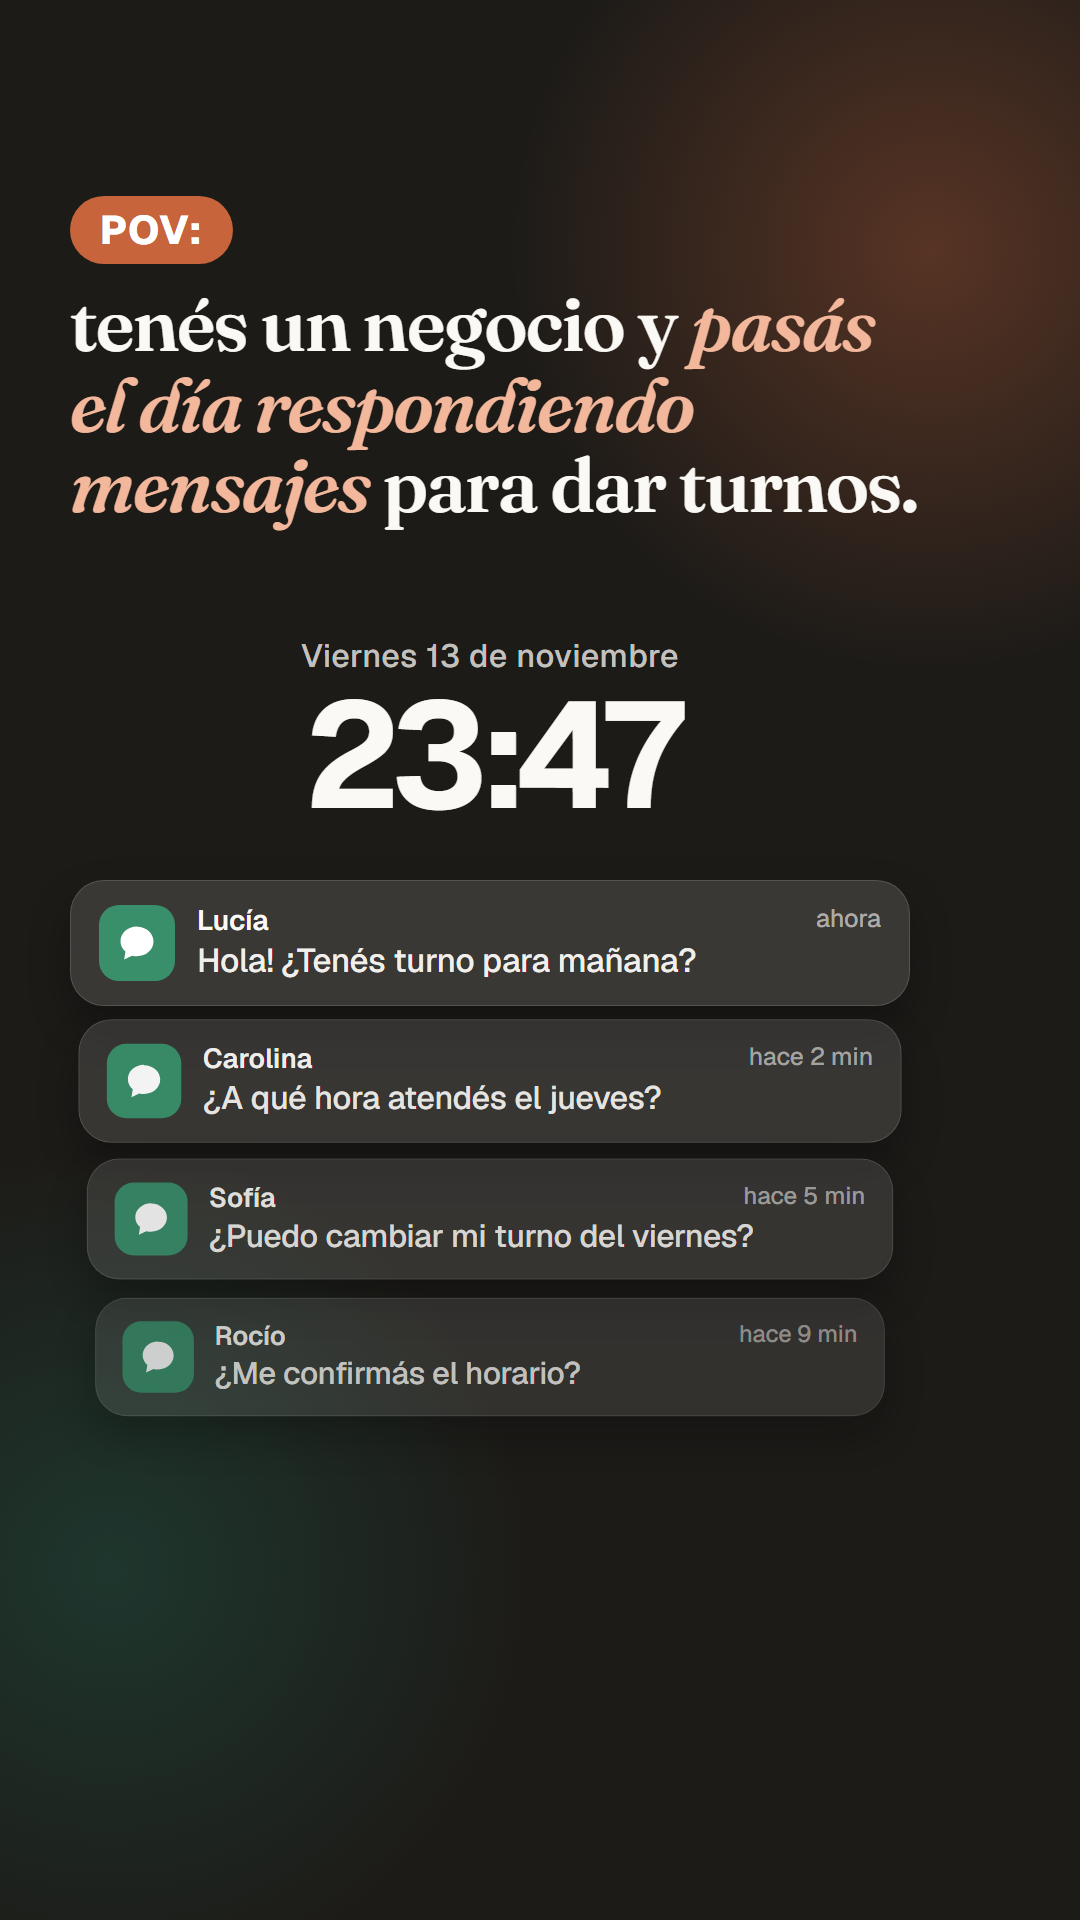 POV:
tenés un negocio y pasás
el día respondiendo
mensajes para dar turnos.
Viernes 13 de noviembre
23:47
Lucía
ahora
Hola! ¿Tenés turno para mañana?
Carolina
hace 2 min
¿A qué hora atendés el jueves?
Sofía
hace 5 min
¿Puedo cambiar mi turno del viernes?
Rocío
hace 9 min
¿Me confirmás el horario?